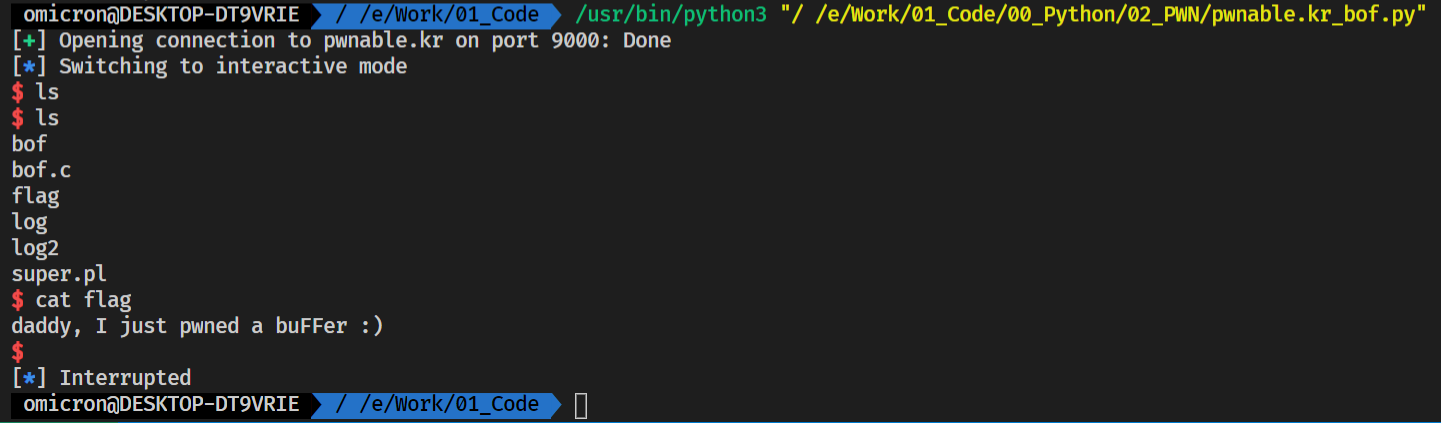 omicron@DESKTOP-DT9VRIE / /e/Work/01_Code /usr/bin/python3 "/ /e/Work/01_Code/00_Python/02_PWN/pwnable.kr_bof.py"
[+] Opening connection to pwnable.kr on port 9000: Done
[*] Switching to interactive mode
$ ls
$ ls
bof
bof.c
flag
log
log2
super.pl
$ cat flag
daddy, I just pwned a buFFer :)
$
[*] Interrupted
omicron@DESKTOP-DT9VRIE / /e/Work/01_Code